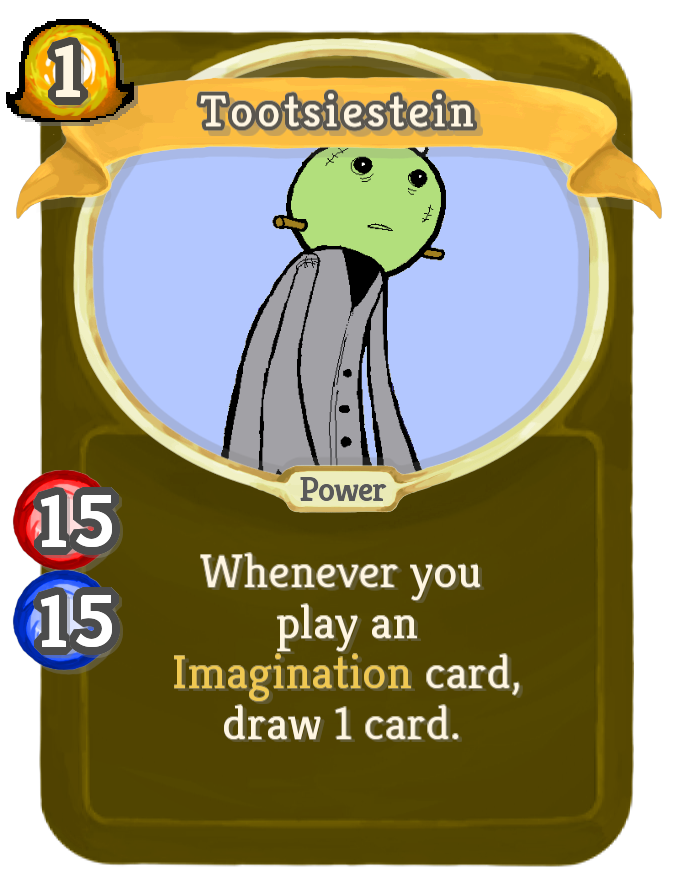 1
Tootsiestein
Power
15
15
Whenever you
play an
Imagination card,
draw 1 card.